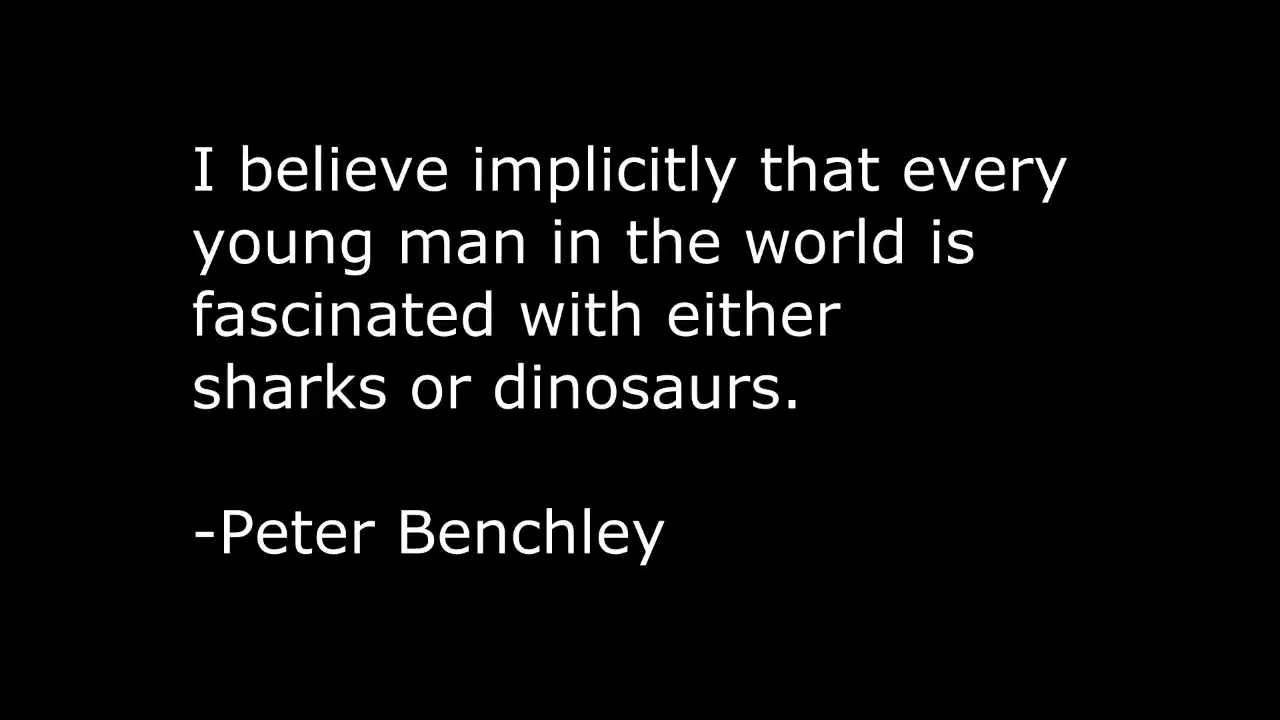 I believe implicitly that every
young man in the world is
fascinated with either
sharks or dinosaurs.
-Peter Benchley